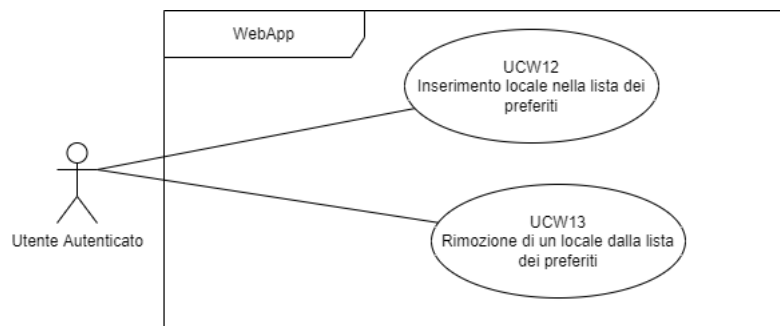 WebApp
UCW12
Inserimento locale nella lista dei
preferiti
Utente Autenticato
UCW13
Rimozione di un locale dalla lista
dei preferiti